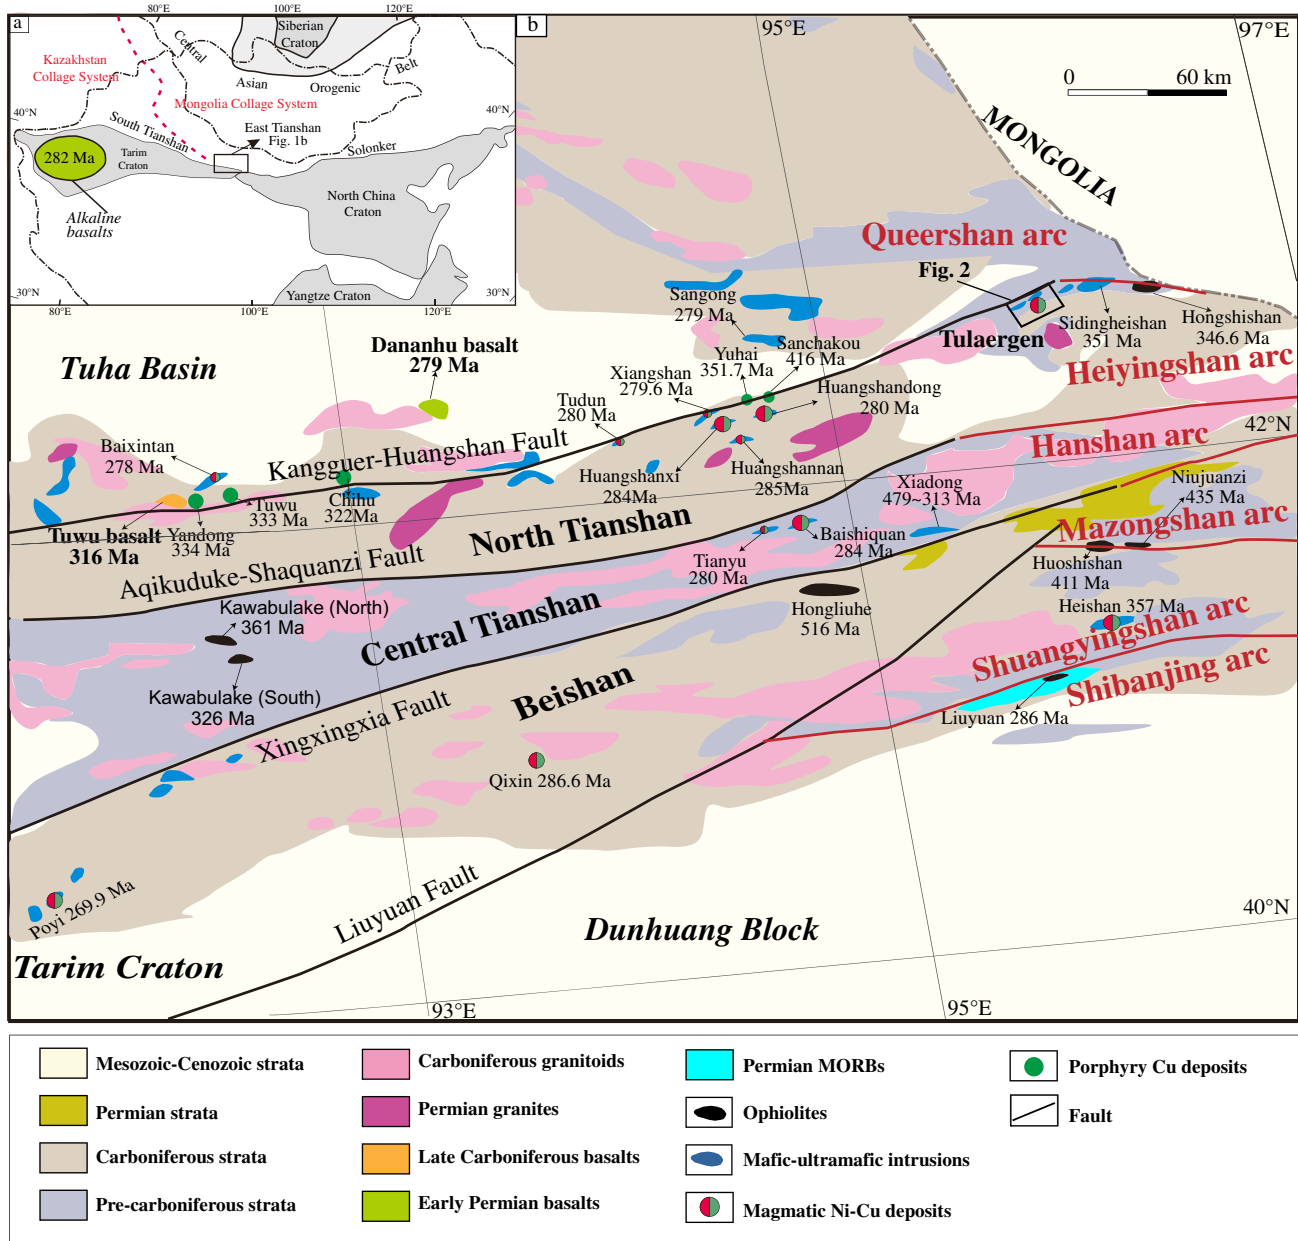 a
80°E
100°E
120°E
Siberian
Craton
Central
Kazakhstan
Collage System
Asian
Orogenic
Belt
Mongolia Collage System
40°N
40°N
South Tianshan
East Tianshan
Fig. 1b
Solonker
282 Ma
Tarim
Craton
North China
Craton
Alkaline
basalts
30°N
Yangtze Craton
30°N
80°E
100°E
120°E
b
95°E
97°E
0
60 km
MONGOLIA
Queershan arc
Fig. 2
Sangong
279 Ma
Sidingheishan
351 Ma
Hongshishan
346.6 Ma
Tulaergen
Heiyingshan arc
Tuha Basin
Dananhu basalt
279 Ma
Yuhai
351.7 Ma
Sanchakou
416 Ma
Xiangshan
279.6 Ma
Huangshandong
280 Ma
Tudun
280 Ma
Baixintan
278 Ma
Kangguer-Huangshan Fault
Huangshanxi
284Ma
Huangshannan
285Ma
Hanshan arc
42°N
Xiadong
479~313 Ma
Niujuanzi
435 Ma
Tuwu
333 Ma
Chihu
322Ma
Tuwu basalt
316 Ma
Yandong
334 Ma
North Tianshan
Mazongshan arc
Baishiquan
284 Ma
Tianyu
280 Ma
Aqikuduke-Shaquanzi Fault
Huoshishan
411 Ma
Kawabulake (North)
361 Ma
Central Tianshan
Hongliuhe
516 Ma
Heishan 357 Ma
Shuangyingshan arc
Shibanjing arc
Kawabulake (South)
326 Ma
Beishan
Xingxingxia Fault
Liuyuan 286 Ma
Qixin 286.6 Ma
Poyi 269.9 Ma
Liuyuan Fault
Dunhuang Block
40°N
Tarim Craton
93°E
95°E
Mesozoic-Cenozoic strata
Carboniferous granitoids
Permian MORBs
Porphyry Cu deposits
Permian strata
Permian granites
Ophiolites
Fault
Carboniferous strata
Late Carboniferous basalts
Mafic-ultramafic intrusions
Pre-carboniferous strata
Early Permian basalts
Magmatic Ni-Cu deposits